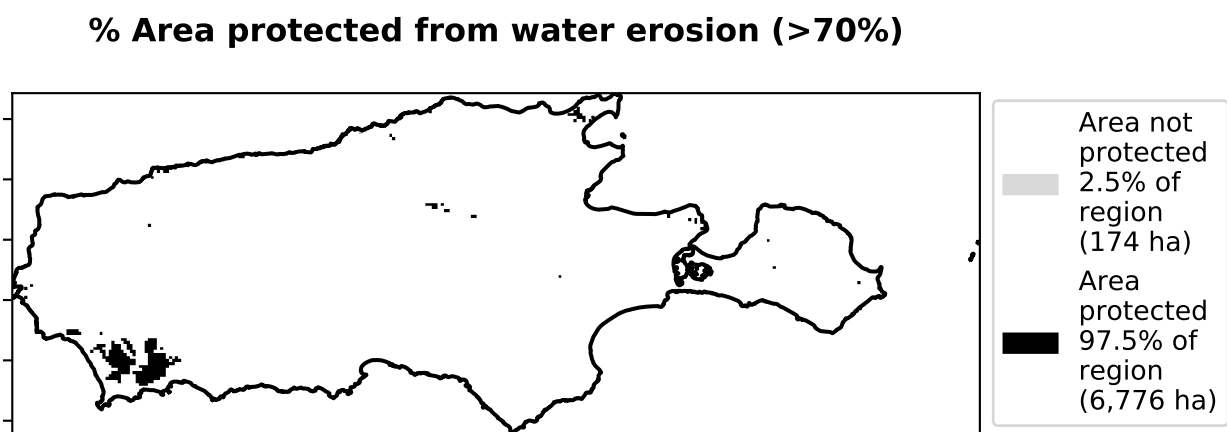 % Area protected from water erosion (>70%)
Area not
protected
2.5% of
region
(174 ha)
Area
protected
97.5% of
region
(6,776 ha)